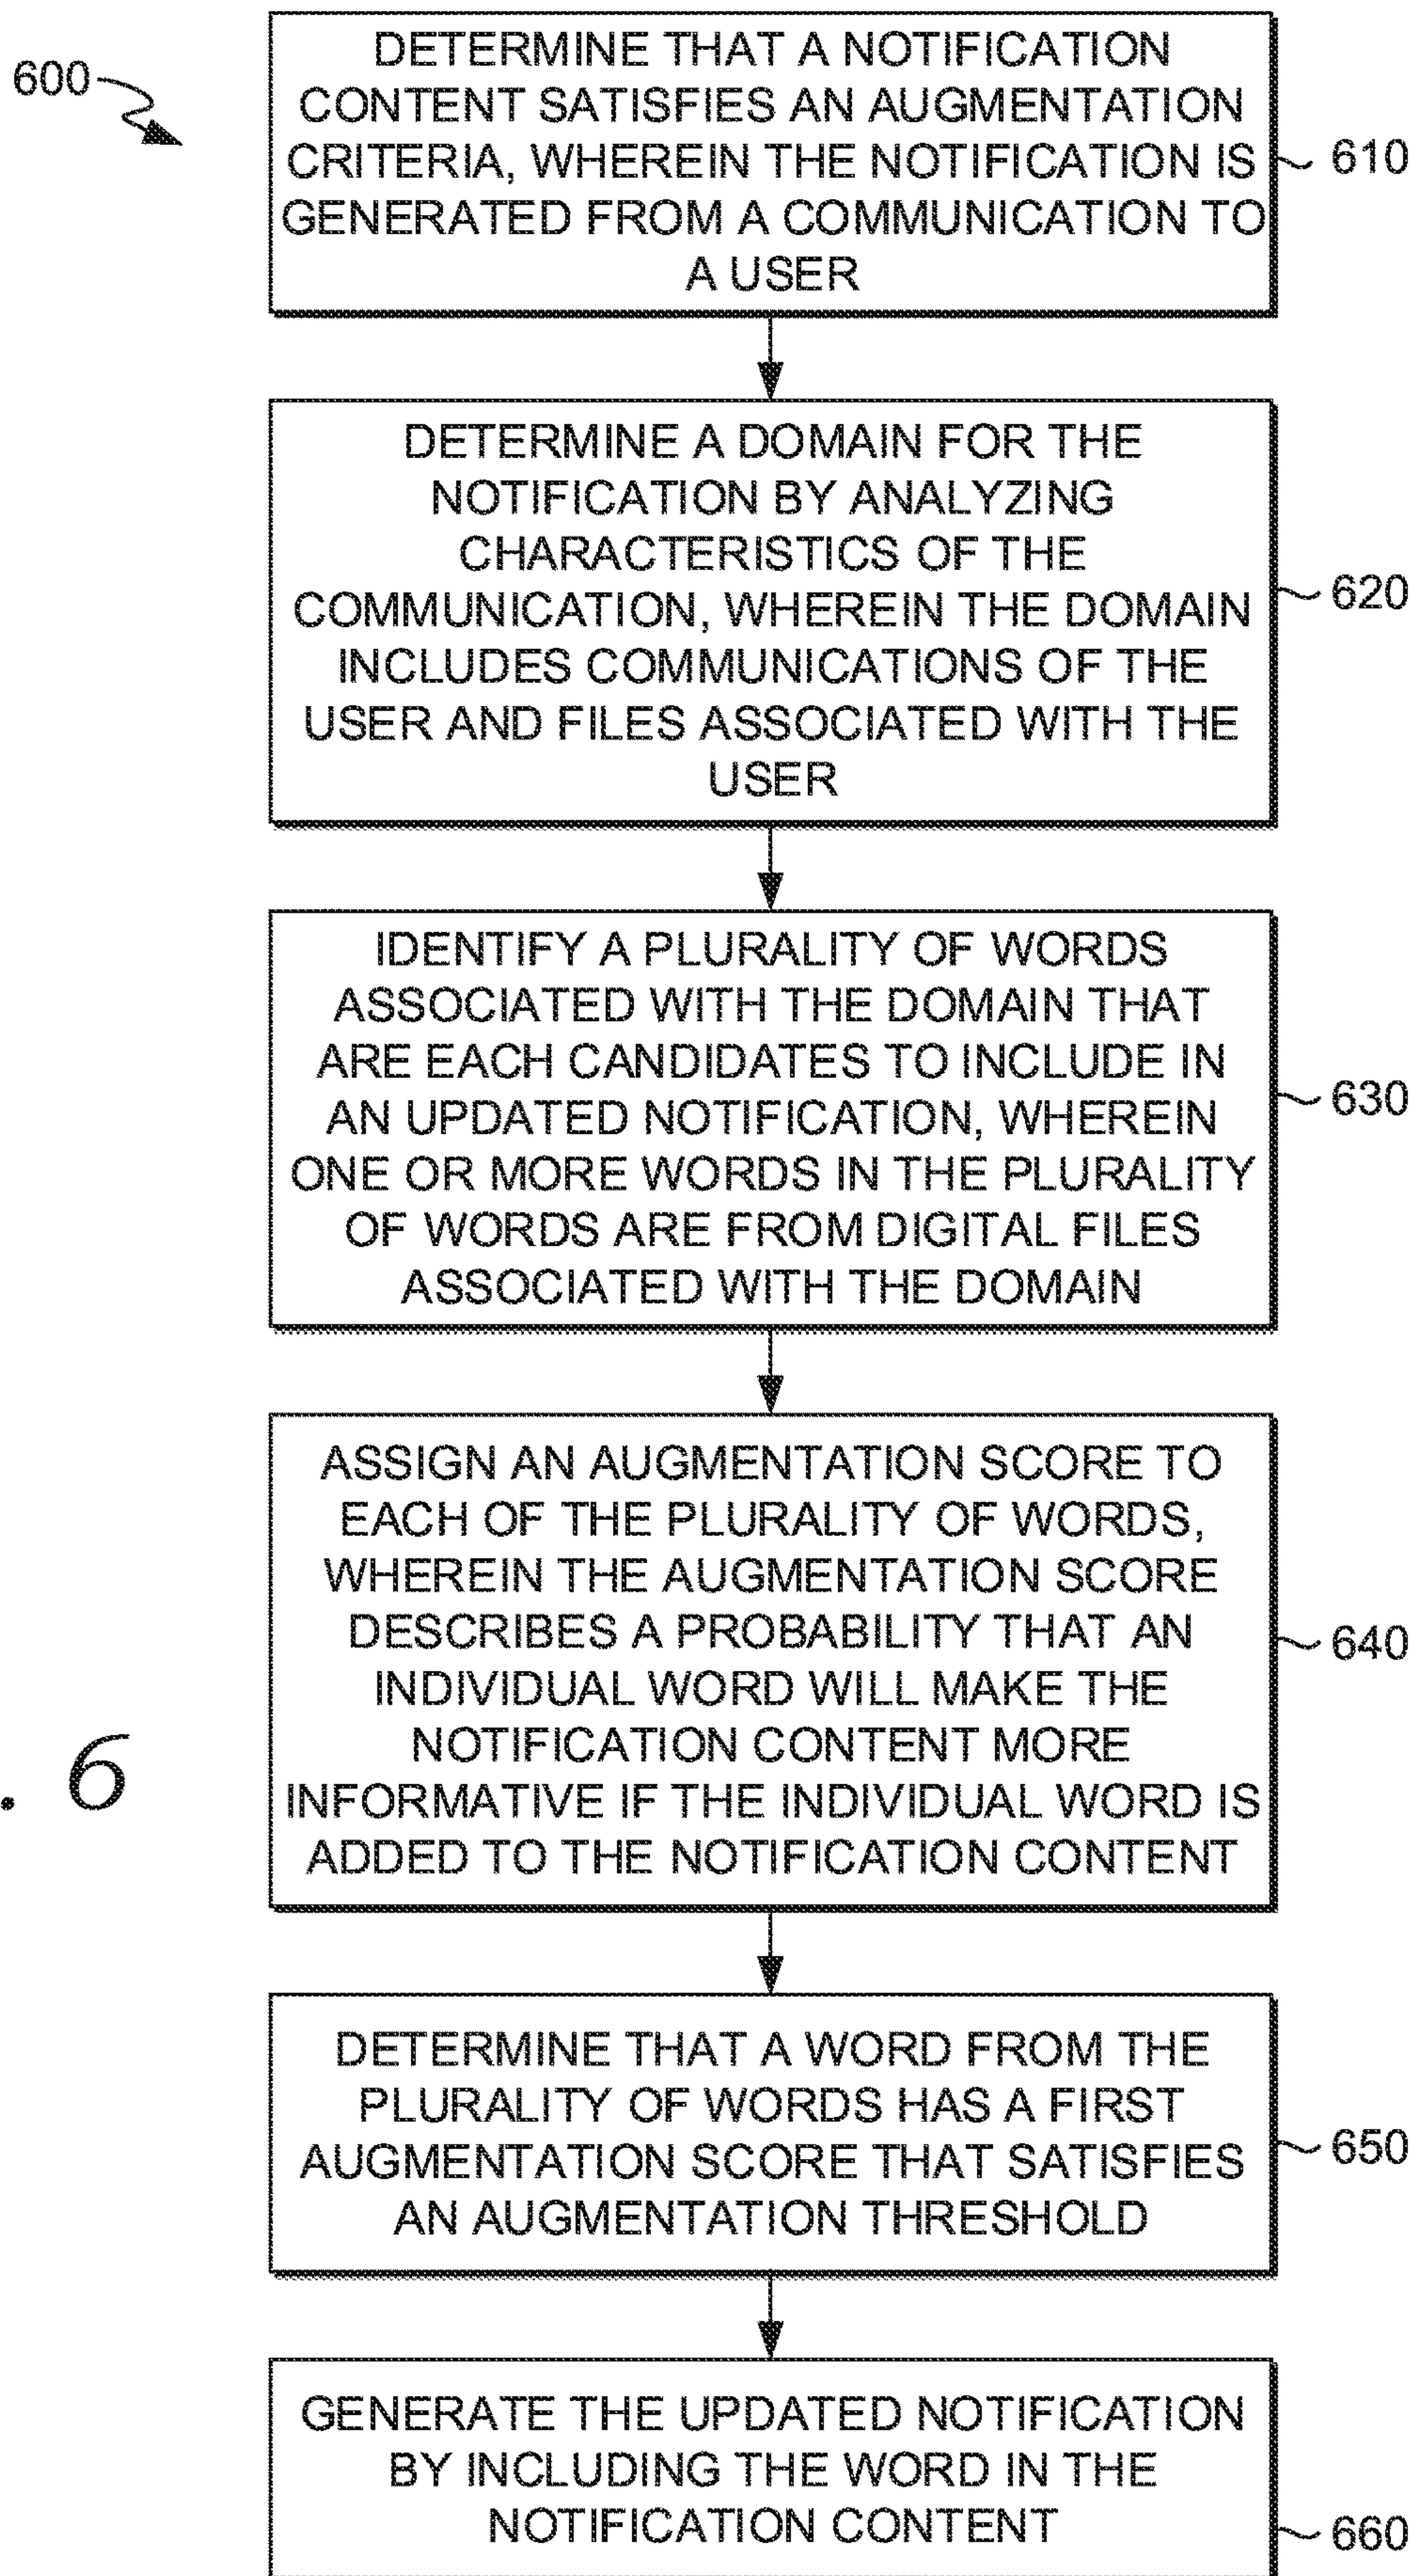 600
DETERMINE THAT A NOTIFICATION
CONTENT SATISFIES AN AUGMENTATION
CRITERIA, WHEREIN THE NOTIFICATION IS
GENERATED FROM A COMMUNICATION TO
A USER
610
DETERMINE A DOMAIN FOR THE
NOTIFICATION BY ANALYZING
CHARACTERISTICS OF THE
COMMUNICATION, WHEREIN THE DOMAIN
INCLUDES COMMUNICATIONS OF THE
USER AND FILES ASSOCIATED WITH THE
USER
620
IDENTIFY A PLURALITY OF WORDS
ASSOCIATED WITH THE DOMAIN THAT
ARE EACH CANDIDATES TO INCLUDE IN
AN UPDATED NOTIFICATION, WHEREIN
ONE OR MORE WORDS IN THE PLURALITY
OF WORDS ARE FROM DIGITAL FILES
ASSOCIATED WITH THE DOMAIN
630
ASSIGN AN AUGMENTATION SCORE TO
EACH OF THE PLURALITY OF WORDS,
WHEREIN THE AUGMENTATION SCORE
DESCRIBES A PROBABILITY THAT AN
INDIVIDUAL WORD WILL MAKE THE
NOTIFICATION CONTENT MORE
INFORMATIVE IF THE INDIVIDUAL WORD IS
ADDED TO THE NOTIFICATION CONTENT
640
. 6
DETERMINE THAT A WORD FROM THE
PLURALITY OF WORDS HAS A FIRST
AUGMENTATION SCORE THAT SATISFIES
AN AUGMENTATION THRESHOLD
650
GENERATE THE UPDATED NOTIFICATION
BY INCLUDING THE WORD IN THE
NOTIFICATION CONTENT
660